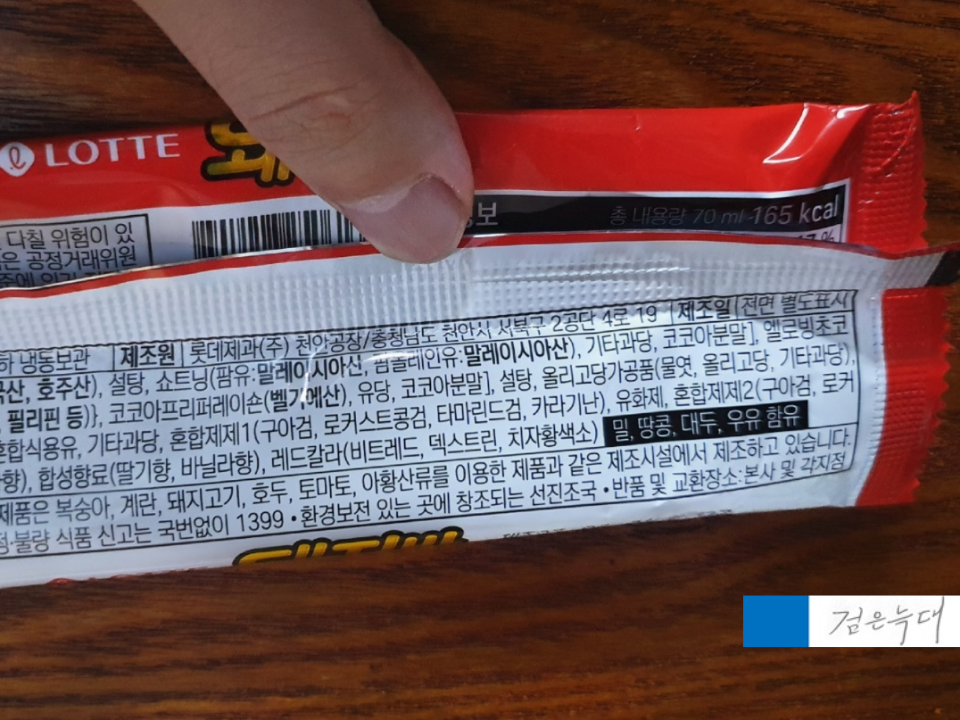 LOTTE 돼
보 총 내용량 70 ml 165 kcal
다칠 위험이 있
은 공정거래위원
하 냉동보관 제조원 롯데제과(주) 천안공장/충청남도 천안시 서북구 2공단 4로 19 제조일 전면 별도표시
국산, 호주산), 설탕, 쇼트닝(팜유:말레이시아산, 팜올레인유:말레이시아산), 기타과당, 코코아분말], 옐로빙초코
필리핀 등)}, 코코아프리퍼레이숀(벨기에산), 유당, 코코아분말], 설탕, 올리고당가공품(물엿, 올리고당, 기타과당),
혼합식용유, 기타과당, 혼합제제1(구아검, 로커스트콩검, 타마린드검, 카라기난), 유화제, 혼합제제2(구아검, 로커
향), 합성향료(딸기향, 바닐라향), 레드칼라(비트레드, 덱스트린, 치자황색소) 밀, 땅콩, 대두, 우유 함유
제품은 복숭아, 계란, 돼지고기, 호두, 토마토, 아황산류를 이용한 제품과 같은 제조시설에서 제조하고 있습니다.
정·불량 식품 신고는 국번없이 1399 • 환경보전 있는 곳에 창조되는 선진조국 • 반품 및 교환장소:본사 및 각지점
돼지바
검은늑대